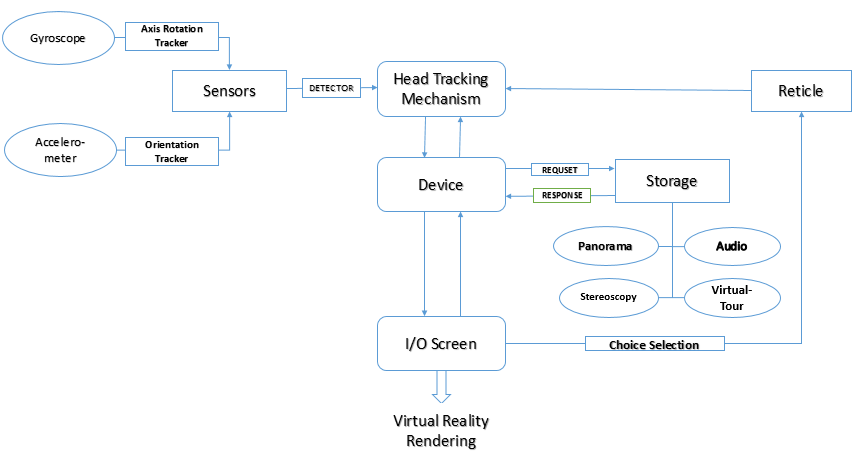 Gyroscope
Axis Rotation
Tracker
Sensors
DETECTOR
Head Tracking
Mechanism
Reticle
Accelero-
meter
Orientation
Tracker
Device
REQUSET
RESPONSE
Storage
Panorama
Audio
Stereoscopy
Virtual-
Tour
I/O Screen
Choice Selection
Virtual Reality
Rendering